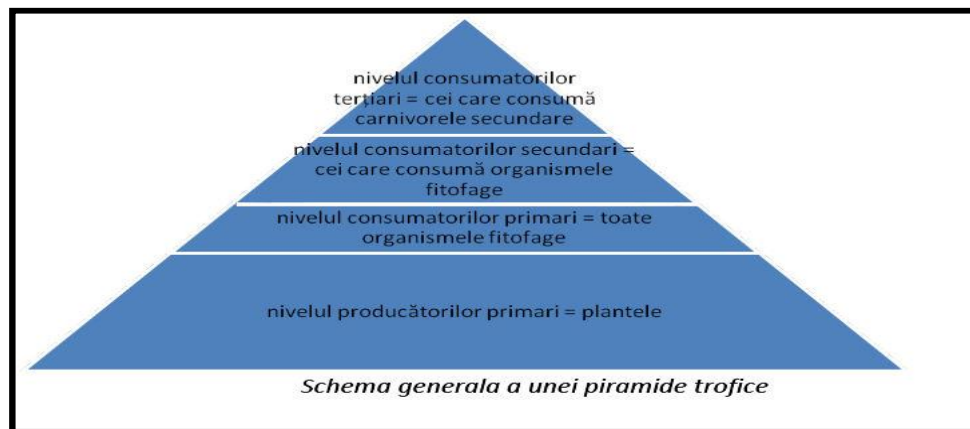 nivelul consumatorilor
terțiari = cei care consumă
carnivorele secundare
nivelul consumatorilor secundari =
cei care consumă organismele
fitofage
nivelul consumatorilor primari = toate
organismele fitofage
nivelul producătorilor primari = plantele
Schema generala a unei piramide trofice